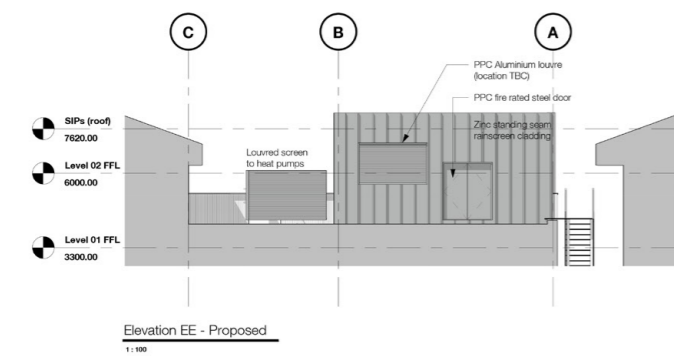 C
B
A
PPC Aluminium louvre
(location TBC)
PPC fire rated steel door
Zinc standing seam
rainscreen cladding
SIPs (roof)
7620.00
Louvred screen
to heat pumps
Level 02 FFL
6000.00
Level 01 FFL
3300.00
Elevation EE - Proposed
1 : 100